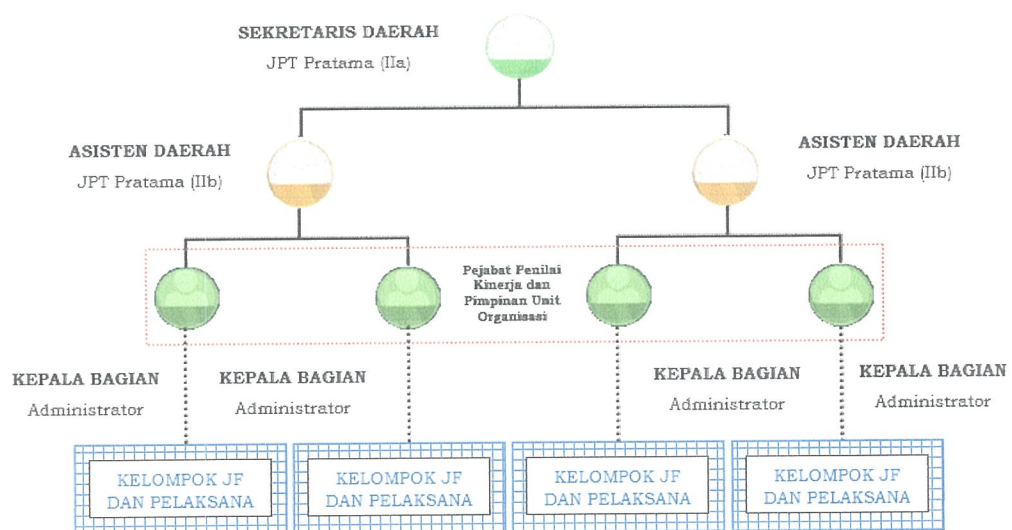 SEKRETARIS DAERAH
JPT Pratama (IIa)
ASISTEN DAERAH
JPT Pratama (IIb)
ASISTEN DAERAH
JPT Pratama (IIb)
Pejabat Penilai
Kinerja dan
Pimpinan Unit
Organisasi
KEPALA BAGIAN
Administrator
KEPALA BAGIAN
Administrator
KEPALA BAGIAN
Administrator
KEPALA BAGIAN
Administrator
KELOMPOK JF
DAN PELAKSANA
KELOMPOK JF
DAN PELAKSANA
KELOMPOK JF
DAN PELAKSANA
KELOMPOK JF
DAN PELAKSANA